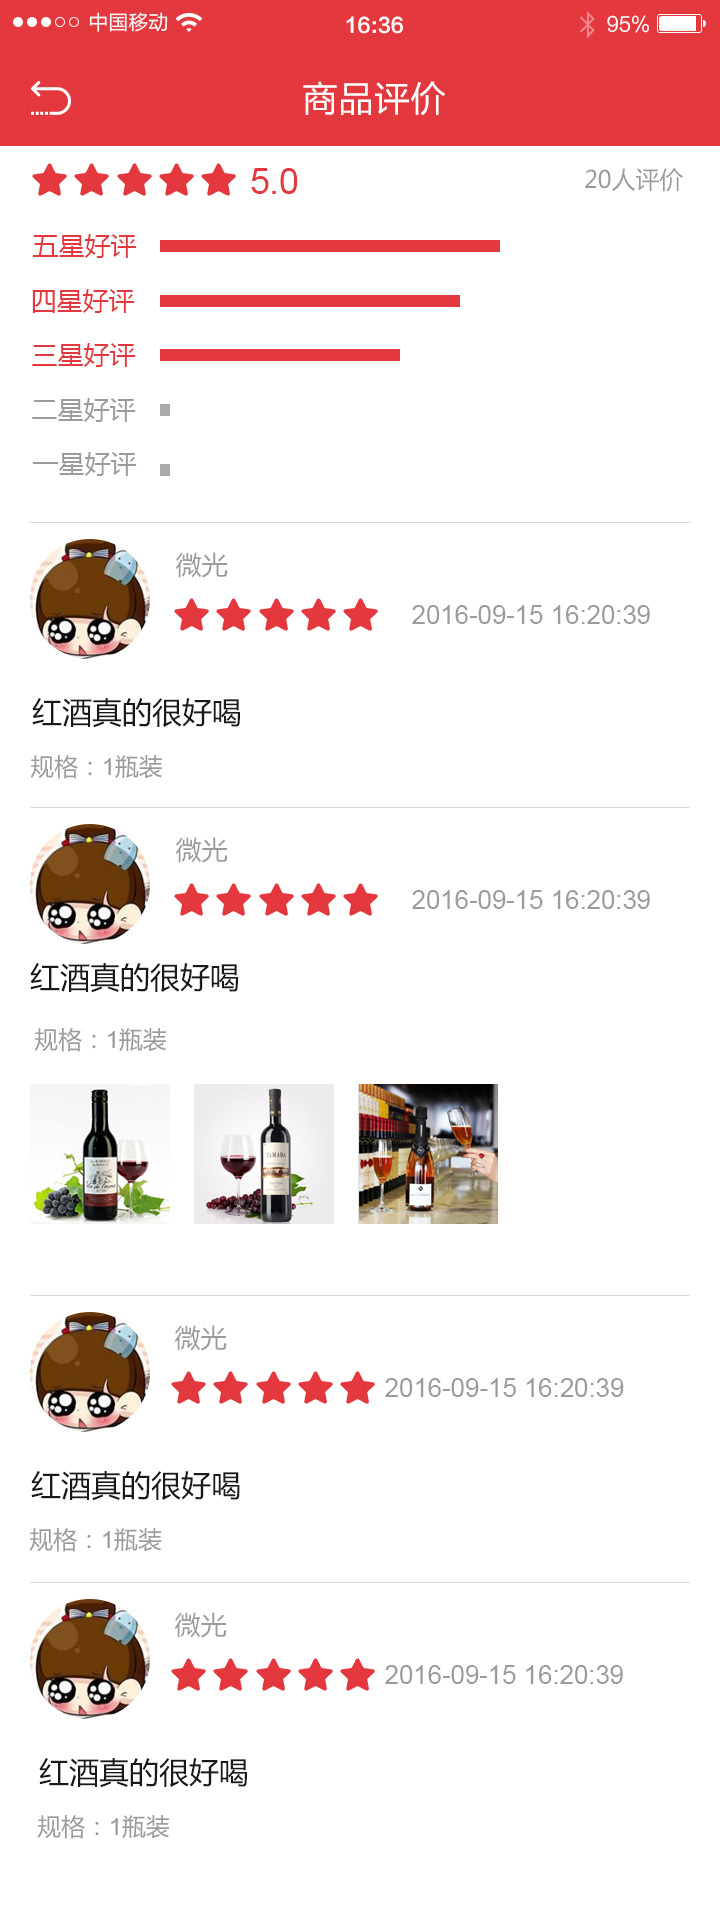 中国移动
16:36
95%
商品评价
5.0
20人评价
五星好评
四星好评
三星好评
二星好评
一星好评
微光
2016-09-15 16:20:39
红酒真的很好喝
规格：1瓶装
微光
2016-09-15 16:20:39
红酒真的很好喝
规格：1瓶装
TAMADA
微光
2016-09-15 16:20:39
红酒真的很好喝
规格：1瓶装
微光
2016-09-15 16:20:39
红酒真的很好喝
规格：1瓶装